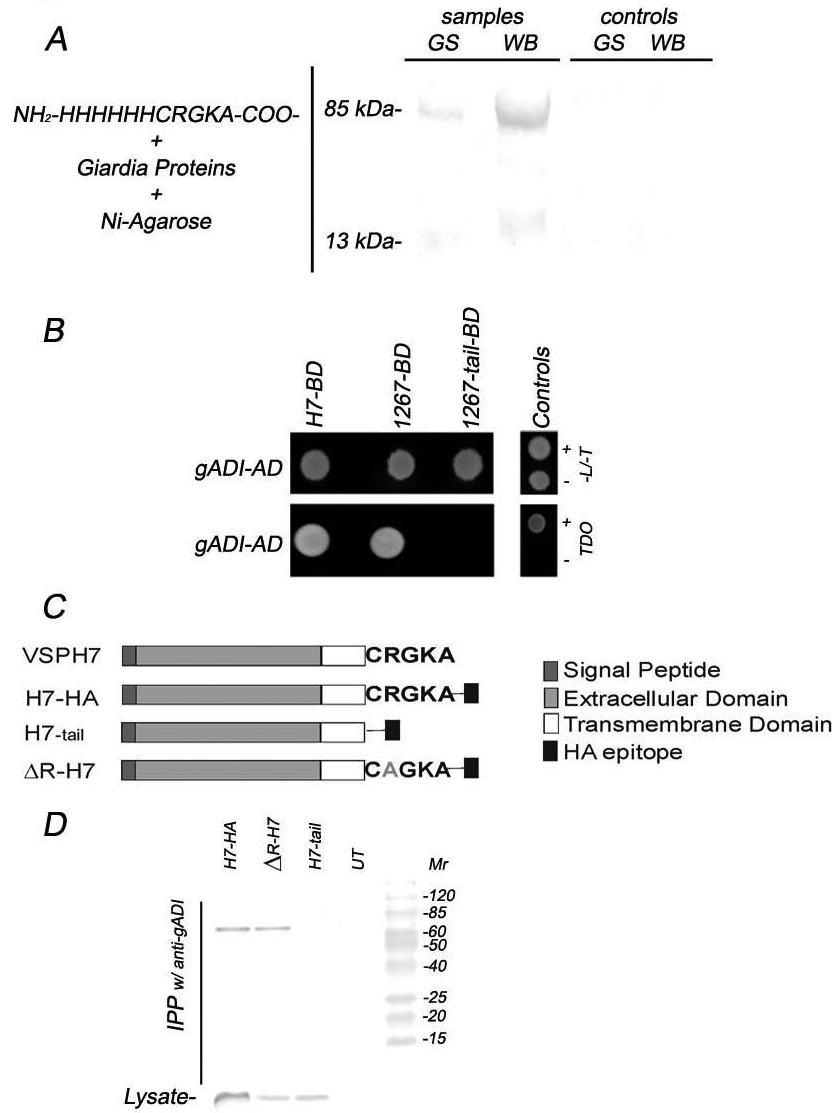 A
samples controls
GS WB GS WB
NH2-HHHHHHCRGKA-COO-
+
Giardia Proteins
+
Ni-Agarose
85 kDa-
13 kDa-
B
H7-BD
1267-BD
1267-tail-BD
Controls
gADI-AD
+
-
-L/-T
gADI-AD
+
-
TDO
C
VSPH7 CRGKA
H7-HA CRGKA
H7-tail
ΔR-H7 CAGKA
Signal Peptide
Extracellular Domain
Transmembrane Domain
HA epitope
D
H7-HA
ΔR-H7
H7-tail
UT
Mr
IPP w/ anti-gADI
-120
-85
-60
-50
-40
-25
-20
-15
Lysate-